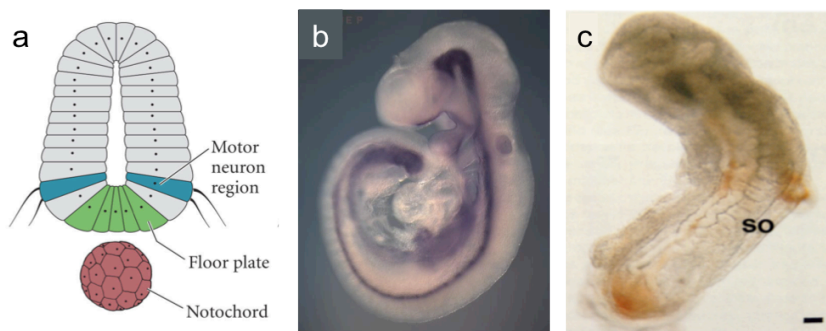 a
b
c
Motor
neuron
region
Floor plate
Notochord
E P
so